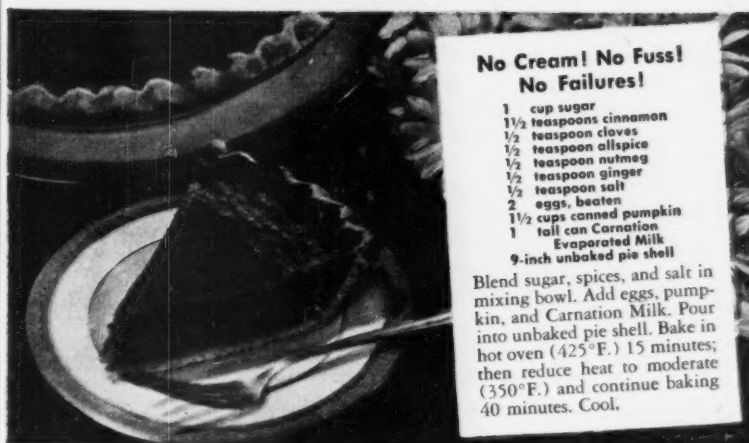 No Cream! No Fuss!
No Failures!
1 cup sugar
1½ teaspoons cinnamon
½ teaspoon cloves
½ teaspoon allspice
½ teaspoon nutmeg
½ teaspoon ginger
½ teaspoon salt
2 eggs, beaten
1½ cups canned pumpkin
1 tall can Carnation
Evaporated Milk
9-inch unbaked pie shell
Blend sugar, spices, and salt in
mixing bowl. Add eggs, pump-
kin, and Carnation Milk. Pour
into unbaked pie shell. Bake in
hot oven (425°F.) 15 minutes;
then reduce heat to moderate
(350°F.) and continue baking
40 minutes. Cool.